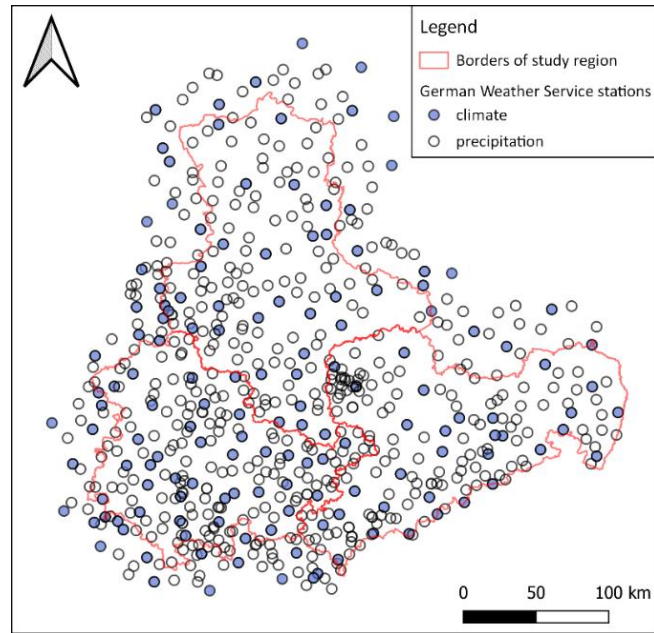 Legend
Borders of study region
German Weather Service stations
climate
precipitation
0 50 100 km